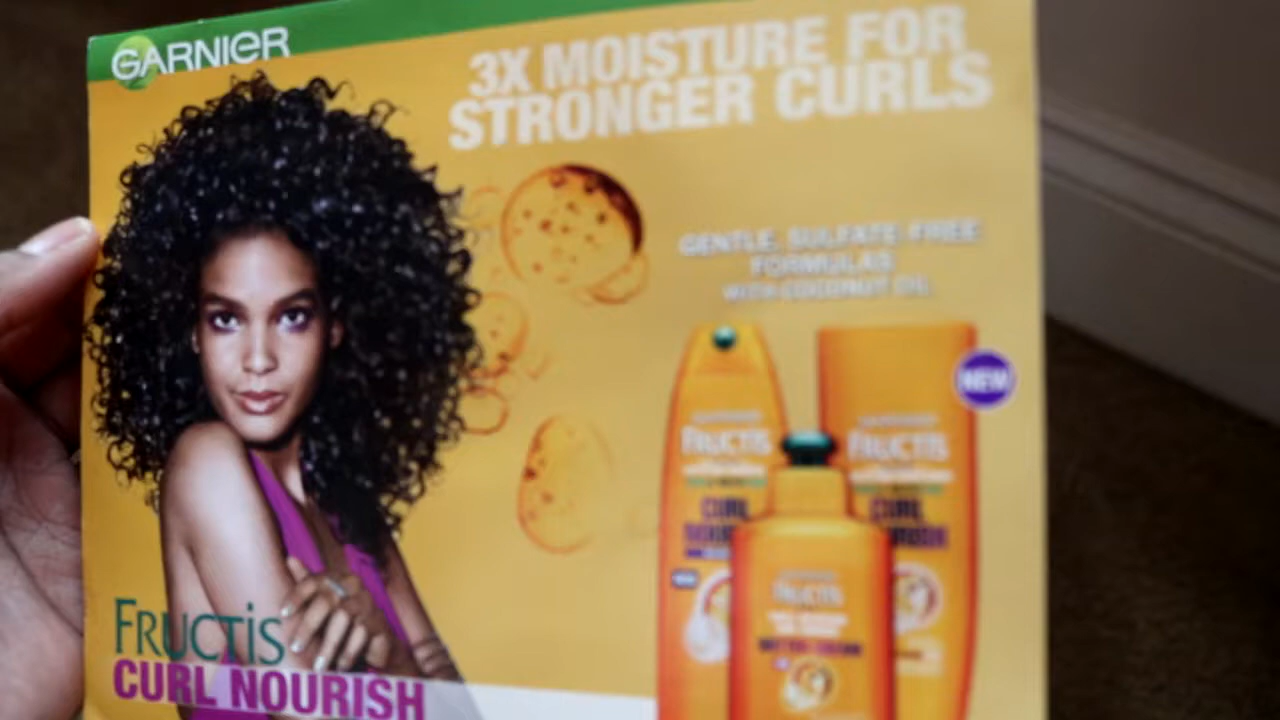 GARNIER
3X MOISTURE FOR
STRONGER CURLS
GENTLE, SULFATE-FREE
FORMULAS
WITH COCONUT OIL
NEW
FRUCTIS
CURL
FRUCTIS
CURL
FRUCTIS
FRUCTIS
CURL NOURISH